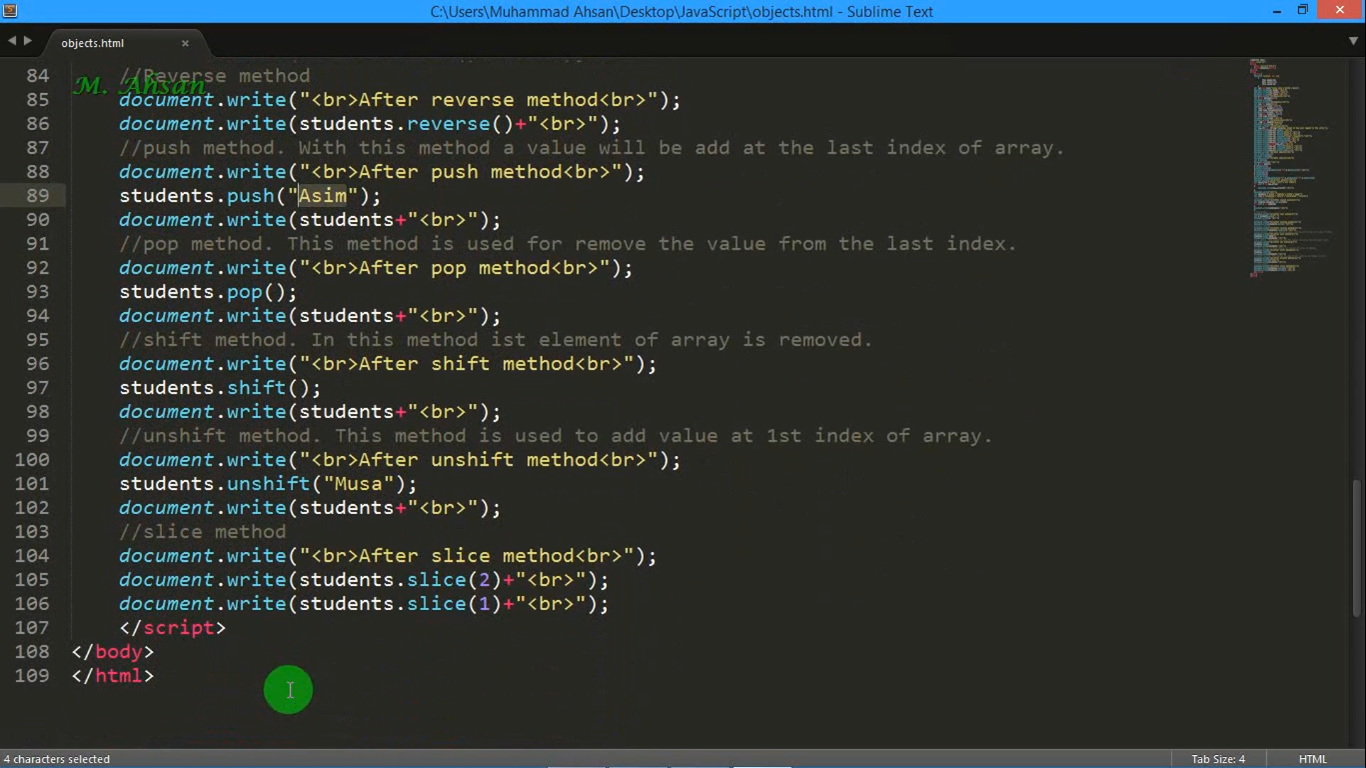 C:\Users\Muhammad Ahsan\Desktop\JavaScript\objects.html - Sublime Text
objects.html
M. Ahsan
84 //Reverse method
85 document.write("<br>After reverse method<br>");
86 document.write(students.reverse()+"<br>");
87 //push method. With this method a value will be add at the last index of array.
88 document.write("<br>After push method<br>");
89 students.push("Asim");
90 document.write(students+"<br>");
91 //pop method. This method is used for remove the value from the last index.
92 document.write("<br>After pop method<br>");
93 students.pop();
94 document.write(students+"<br>");
95 //shift method. In this method ist element of array is removed.
96 document.write("<br>After shift method<br>");
97 students.shift();
98 document.write(students+"<br>");
99 //unshift method. This method is used to add value at 1st index of array.
100 document.write("<br>After unshift method<br>");
101 students.unshift("Musa");
102 document.write(students+"<br>");
103 //slice method
104 document.write("<br>After slice method<br>");
105 document.write(students.slice(2)+"<br>");
106 document.write(students.slice(1)+"<br>");
107 </script>
108 </body>
109 </html>
4 characters selected
Tab Size: 4
HTML